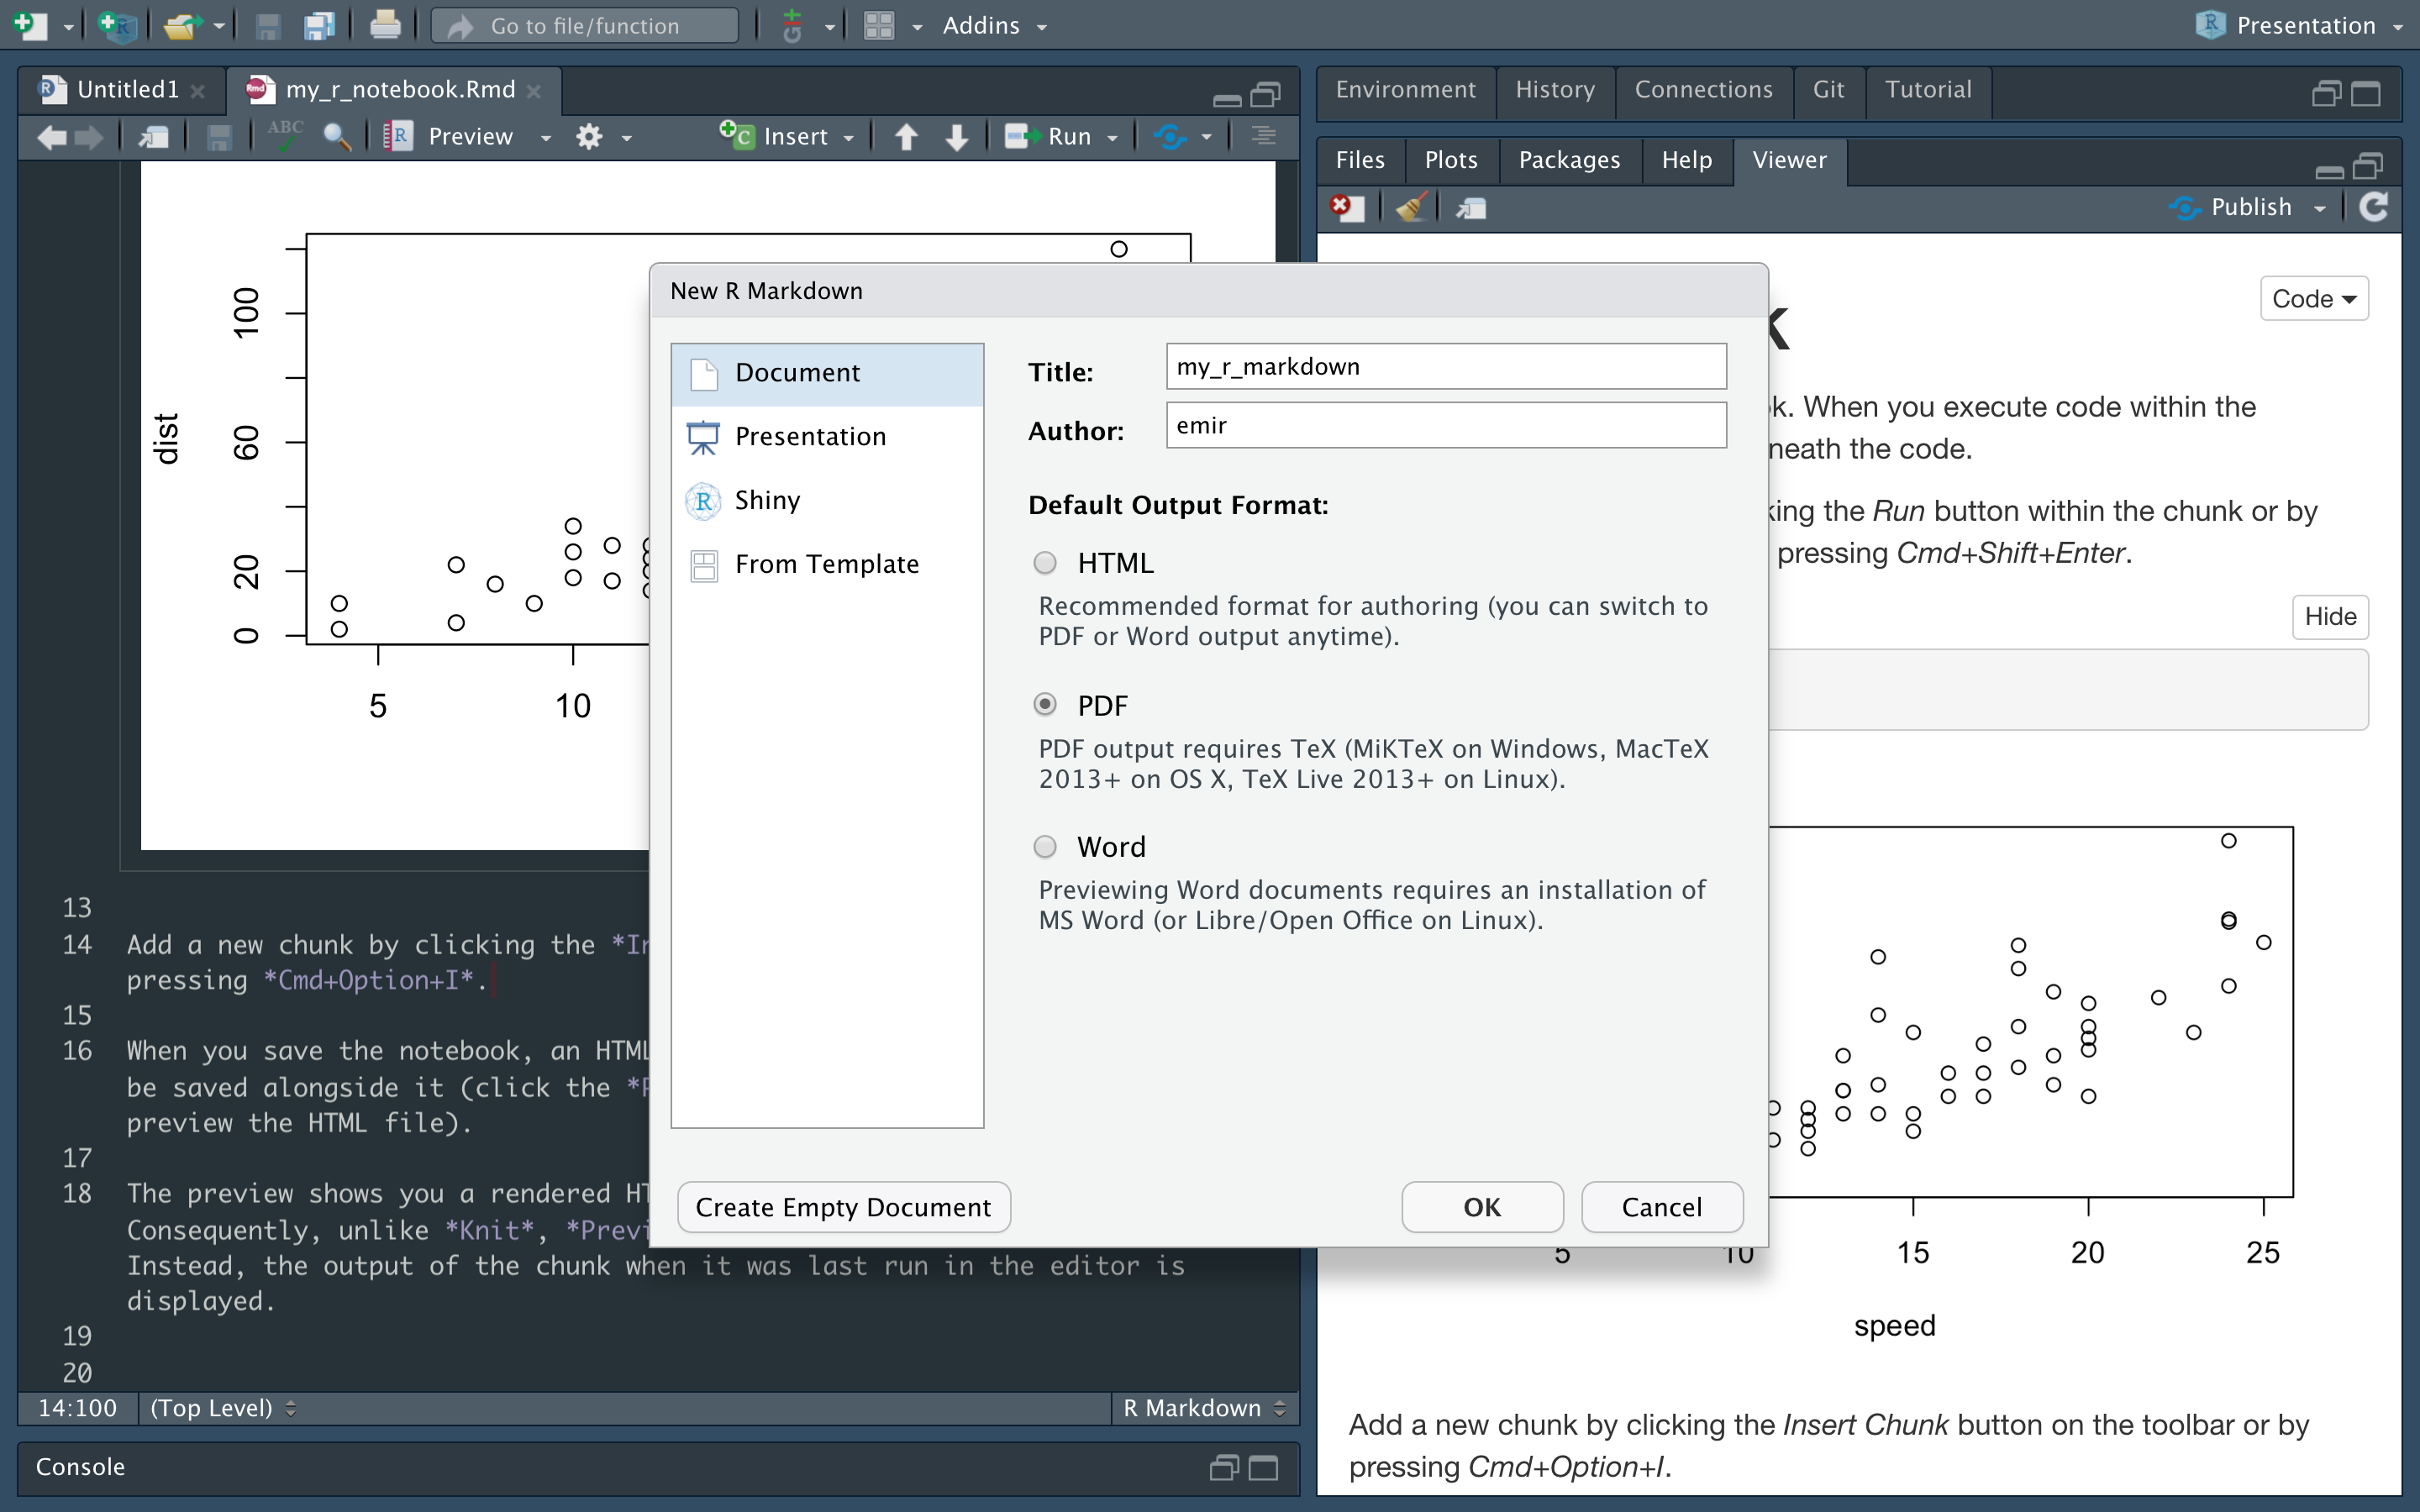 Go to file/function
Addins
Presentation
Untitled1
my_r_notebook.Rmd
Environment
History
Connections
Git
Tutorial
ABC
Preview
Insert
Run
Files
Plots
Packages
Help
Viewer
Publish
dist
100
60
20
0
5
10
13
14 Add a new chunk by clicking the
pressing *Cmd+Option+I*.
15
16 When you save the notebook, an HTML
be saved alongside it (click the
preview the HTML file).
17
18 The preview shows you a rendered
Consequently, unlike *Knit*,
Instead, the output of the chunk when it was last run in the editor is
displayed.
19
20
14:100
(Top Level)
R Markdown
Console
New R Markdown
Document
Presentation
Shiny
From Template
Title: my_r_markdown
Author: emir
Default Output Format:
HTML
Recommended format for authoring (you can switch to
PDF or Word output anytime).
PDF
PDF output requires TeX (MiKTeX on Windows, MacTeX
2013+ on OS X, TeX Live 2013+ on Linux).
Word
Previewing Word documents requires an installation of
MS Word (or Libre/Open Office on Linux).
Create Empty Document
OK
Cancel
Code
When you execute code within the
the code.
the Run button within the chunk or by
pressing Cmd+Shift+Enter.
Hide
5
10
15
20
25
speed
Add a new chunk by clicking the Insert Chunk button on the toolbar or by
pressing Cmd+Option+I.